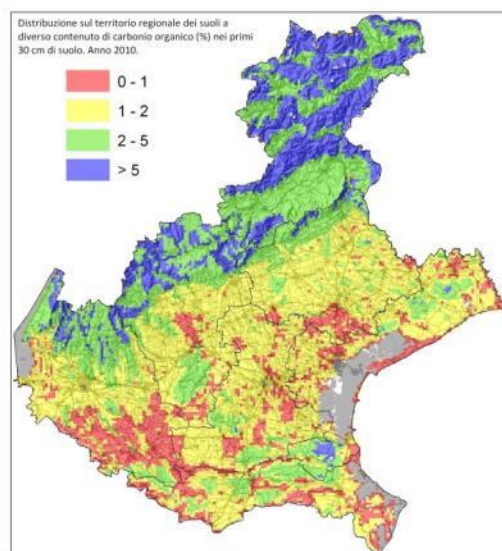 Distribuzione sul territorio regionale dei suoli a
diverso contenuto di carbonio organico (%) nei primi
30 cm di suolo. Anno 2010.
0 - 1
1 - 2
2 - 5
> 5